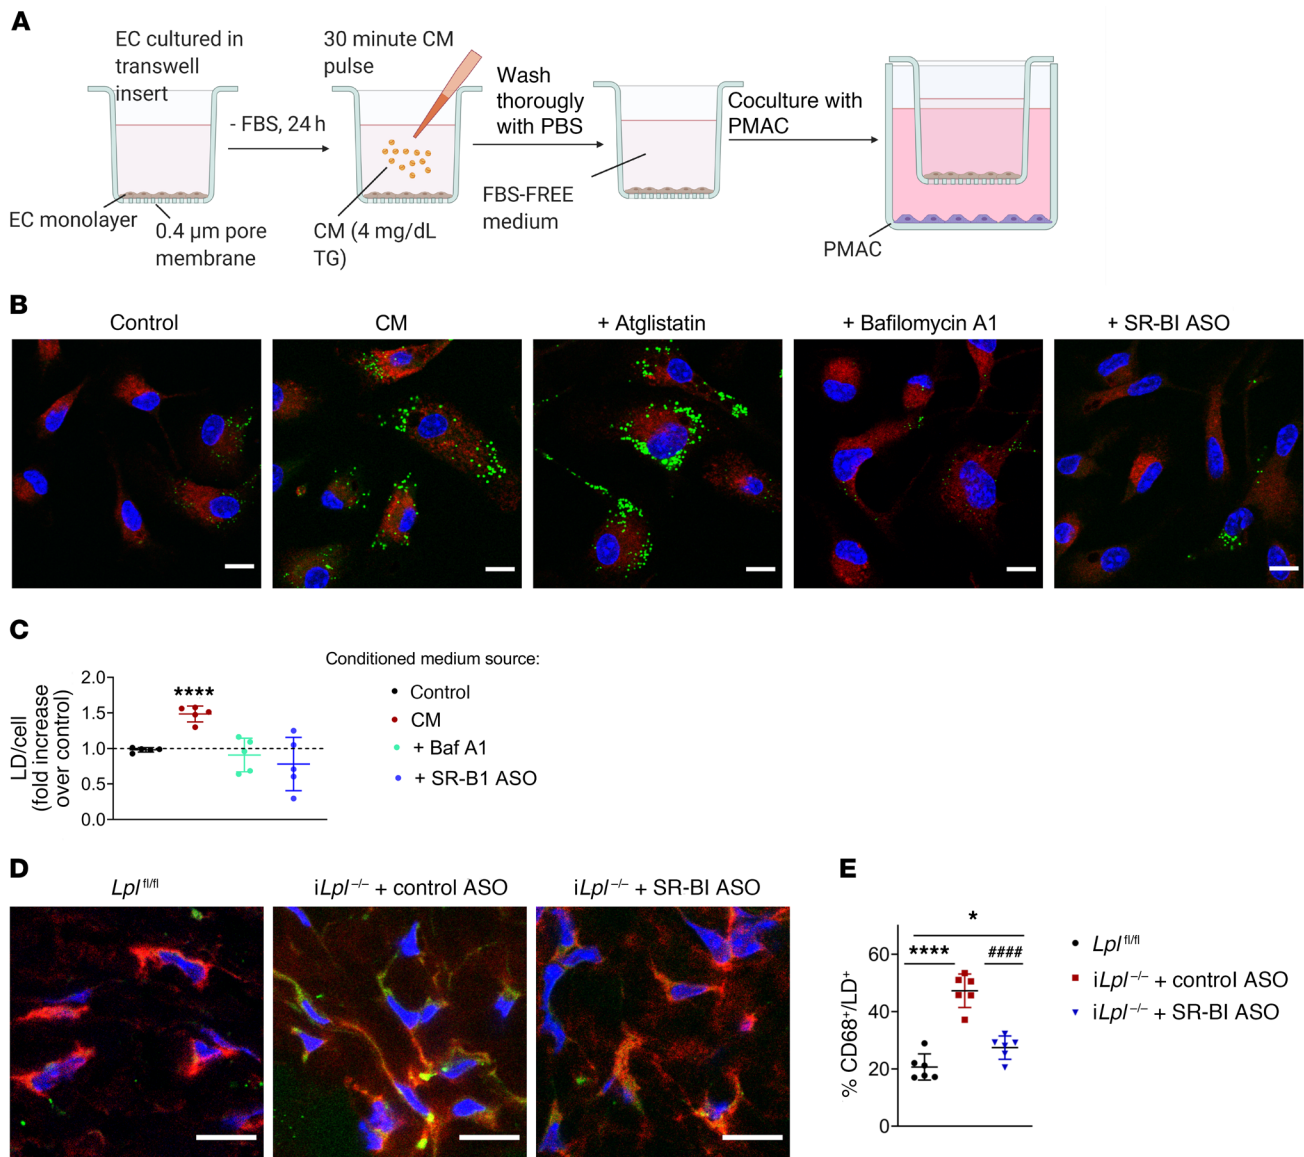 A
EC cultured in
transwell
insert
- FBS, 24 h
EC monolayer
0.4 µm pore
membrane
30 minute CM
pulse
CM (4 mg/dL
TG)
Wash
thorougly
with PBS
FBS-FREE
medium
Coculture with
PMAC
PMAC
B
Control
CM
+ Atglistatin
+ Bafilomycin A1
+ SR-BI ASO
C
LD/cell
(fold increase
over control)
2.0
1.5
1.0
0.5
0.0
****
Conditioned medium source:
Control
CM
+ Baf A1
+ SR-B1 ASO
D
Lpl fl/fl
iLpl −/− + control ASO
iLpl −/− + SR-BI ASO
E
% CD68+/LD+
60
40
20
0
*
****
####
Lpl fl/fl
iLpl −/− + control ASO
iLpl −/− + SR-BI ASO